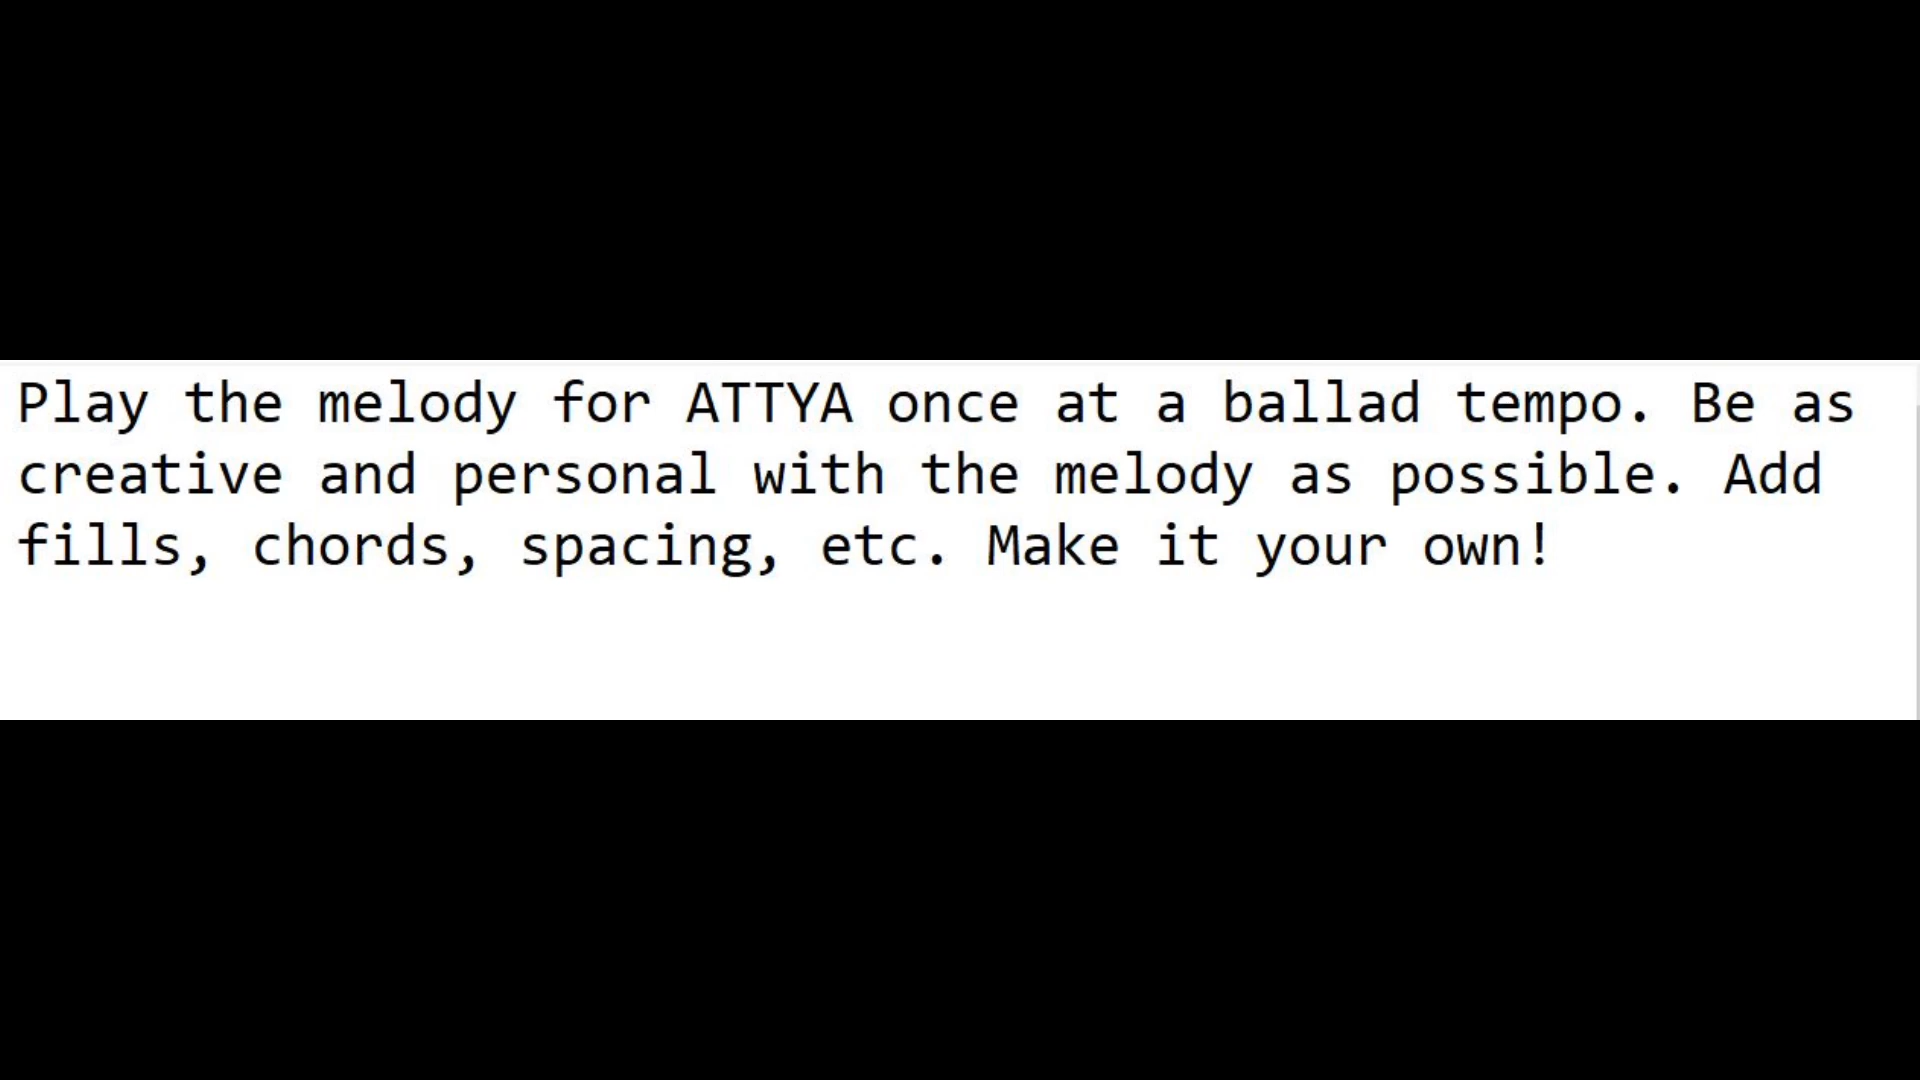 Play the melody for ATTYA once at a ballad tempo. Be as
creative and personal with the melody as possible. Add
fills, chords, spacing, etc. Make it your own!